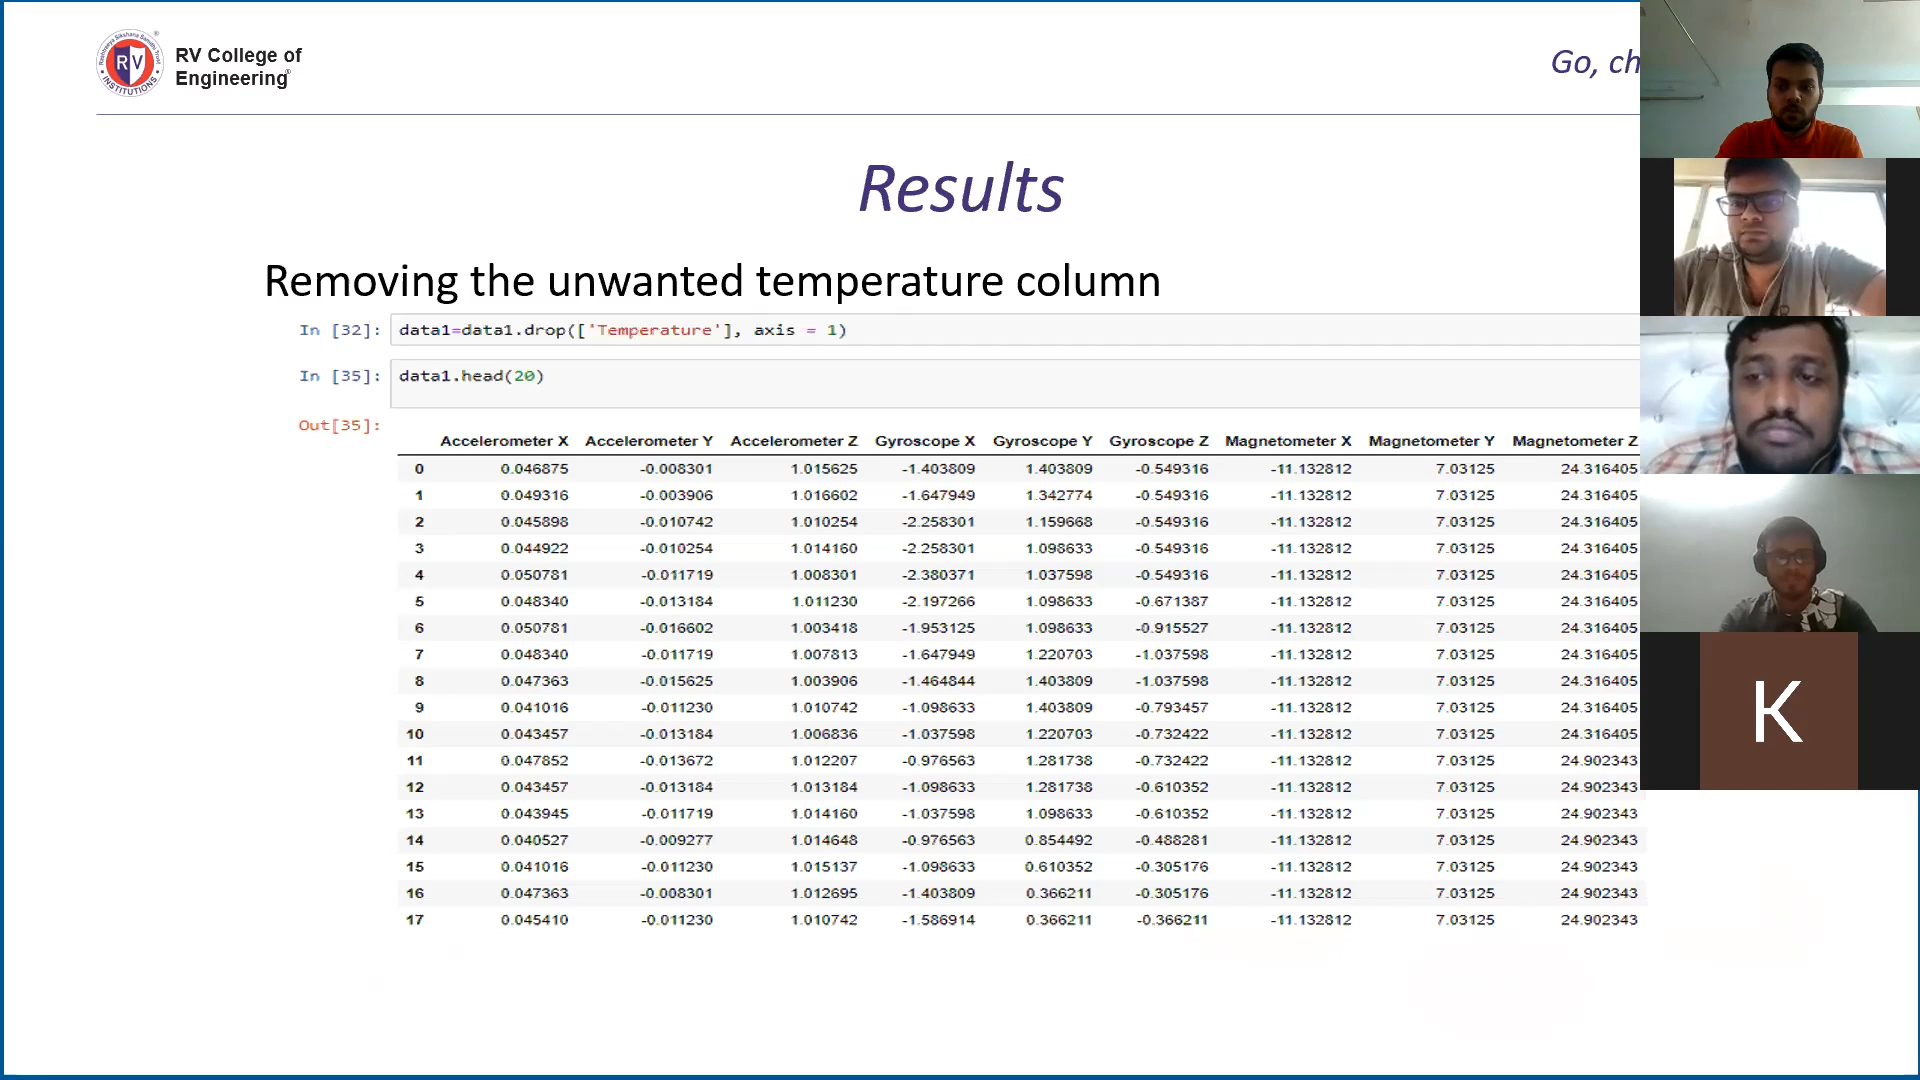 RV College of
Engineering
RV
INSTITUTIONS
Go, ch
Results
Removing the unwanted temperature column
In [32]: data1=data1.drop(['Temperature'], axis = 1)
In [35]: data1.head(20)
Out[35]:
Accelerometer X Accelerometer Y Accelerometer Z Gyroscope X Gyroscope Y Gyroscope Z Magnetometer X Magnetometer Y Magnetometer Z
0 0.046875 -0.008301 1.015625 -1.403809 1.403809 -0.549316 -11.132812 7.03125 24.316405
1 0.049316 -0.003906 1.016602 -1.647949 1.342774 -0.549316 -11.132812 7.03125 24.316405
2 0.045898 -0.010742 1.010254 -2.258301 1.159668 -0.549316 -11.132812 7.03125 24.316405
3 0.044922 -0.010254 1.014160 -2.258301 1.098633 -0.549316 -11.132812 7.03125 24.316405
4 0.050781 -0.011719 1.008301 -2.380371 1.037598 -0.549316 -11.132812 7.03125 24.316405
5 0.048340 -0.013184 1.011230 -2.197266 1.098633 -0.671387 -11.132812 7.03125 24.316405
6 0.050781 -0.016602 1.003418 -1.953125 1.098633 -0.915527 -11.132812 7.03125 24.316405
7 0.048340 -0.011719 1.007813 -1.647949 1.220703 -1.037598 -11.132812 7.03125 24.316405
8 0.047363 -0.015625 1.003906 -1.464844 1.403809 -1.037598 -11.132812 7.03125 24.316405
9 0.041016 -0.011230 1.010742 -1.098633 1.403809 -0.793457 -11.132812 7.03125 24.316405
10 0.043457 -0.013184 1.006836 -1.037598 1.220703 -0.732422 -11.132812 7.03125 24.316405
11 0.047852 -0.013672 1.012207 -0.976563 1.281738 -0.732422 -11.132812 7.03125 24.902343
12 0.043457 -0.013184 1.013184 -1.098633 1.281738 -0.610352 -11.132812 7.03125 24.902343
13 0.043945 -0.011719 1.014160 -1.037598 1.098633 -0.610352 -11.132812 7.03125 24.902343
14 0.040527 -0.009277 1.014648 -0.976563 0.854492 -0.488281 -11.132812 7.03125 24.902343
15 0.041016 -0.011230 1.015137 -1.098633 0.610352 -0.305176 -11.132812 7.03125 24.902343
16 0.047363 -0.008301 1.012695 -1.403809 0.366211 -0.305176 -11.132812 7.03125 24.902343
17 0.045410 -0.011230 1.010742 -1.586914 0.366211 -0.366211 -11.132812 7.03125 24.902343
K